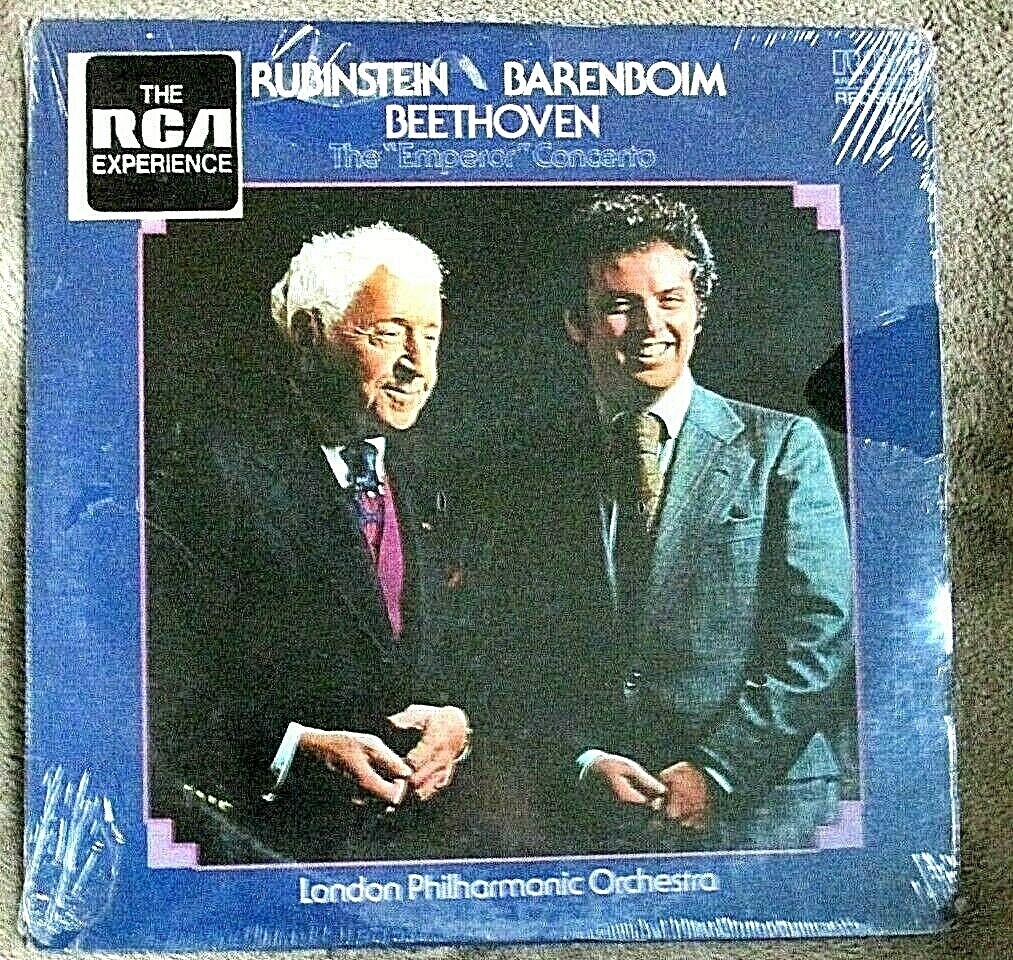 THE
RCA
EXPERIENCE
RUBINSTEIN BARENBOIM
BEETHOVEN
The "Emperor" Concerto
London Philharmonic Orchestra